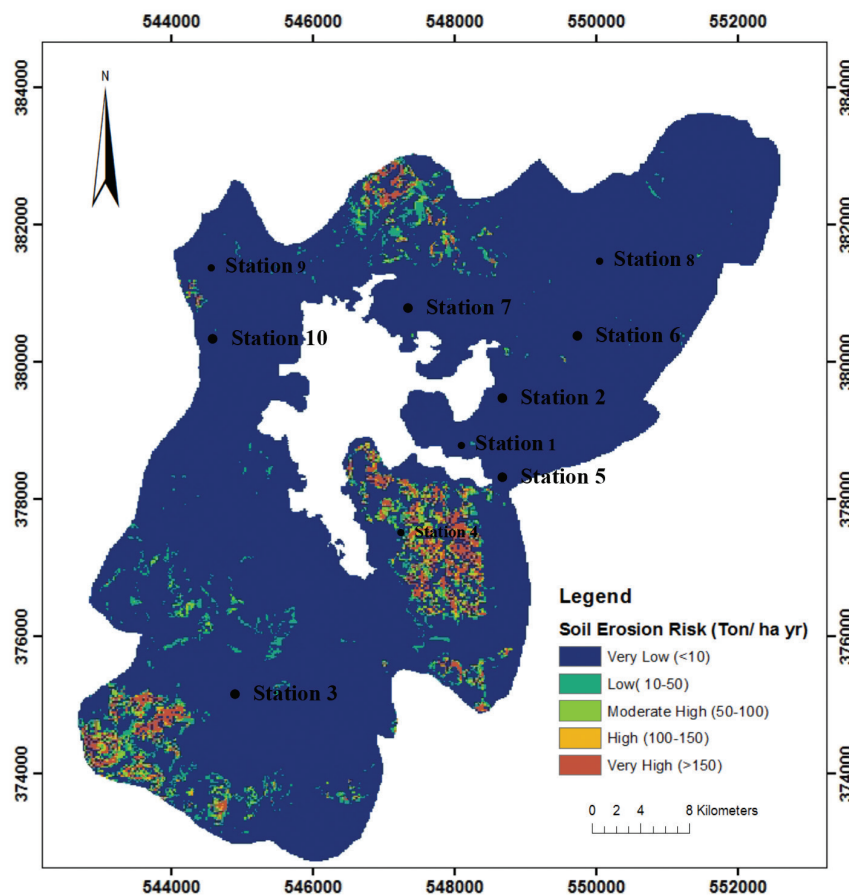 544000 546000 548000 550000 552000
384000 384000
N
382000 382000
Station 9
Station 8
Station 7
Station 10
Station 6
380000 380000
Station 2
Station 1
Station 5
378000 378000
Station 4
Legend
Soil Erosion Risk (Ton/ ha yr)
376000 376000
Very Low (<10)
Low( 10-50)
Station 3
Moderate High (50-100)
High (100-150)
Very High (>150)
374000 374000
0 2 4 8 Kilometers
544000 546000 548000 550000 552000